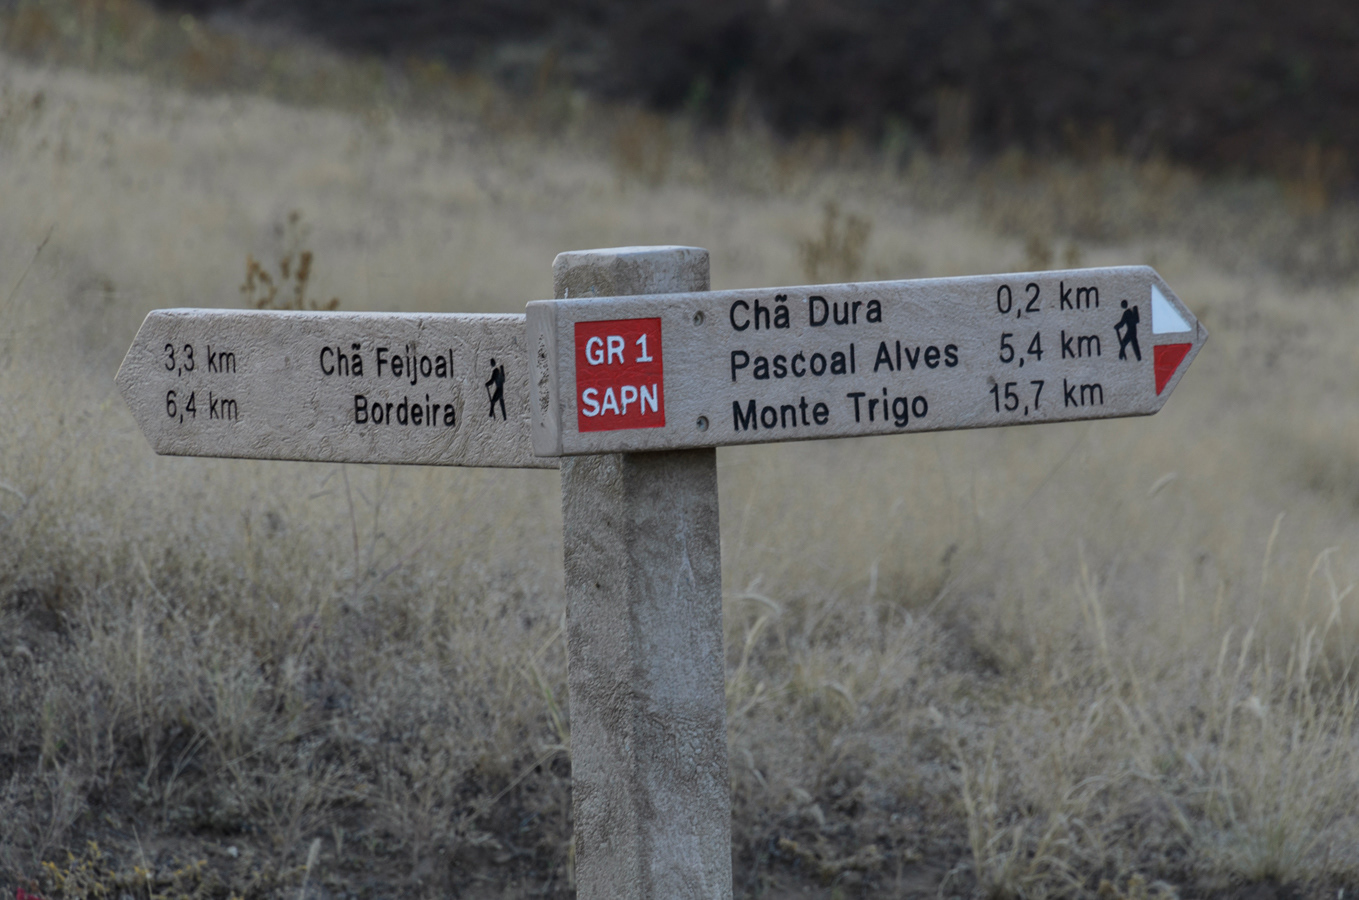 3,3 km Chã Feijoal
6,4 km Bordeira
GR 1
SAPN
Chã Dura 0,2 km
Pascoal Alves 5,4 km
Monte Trigo 15,7 km